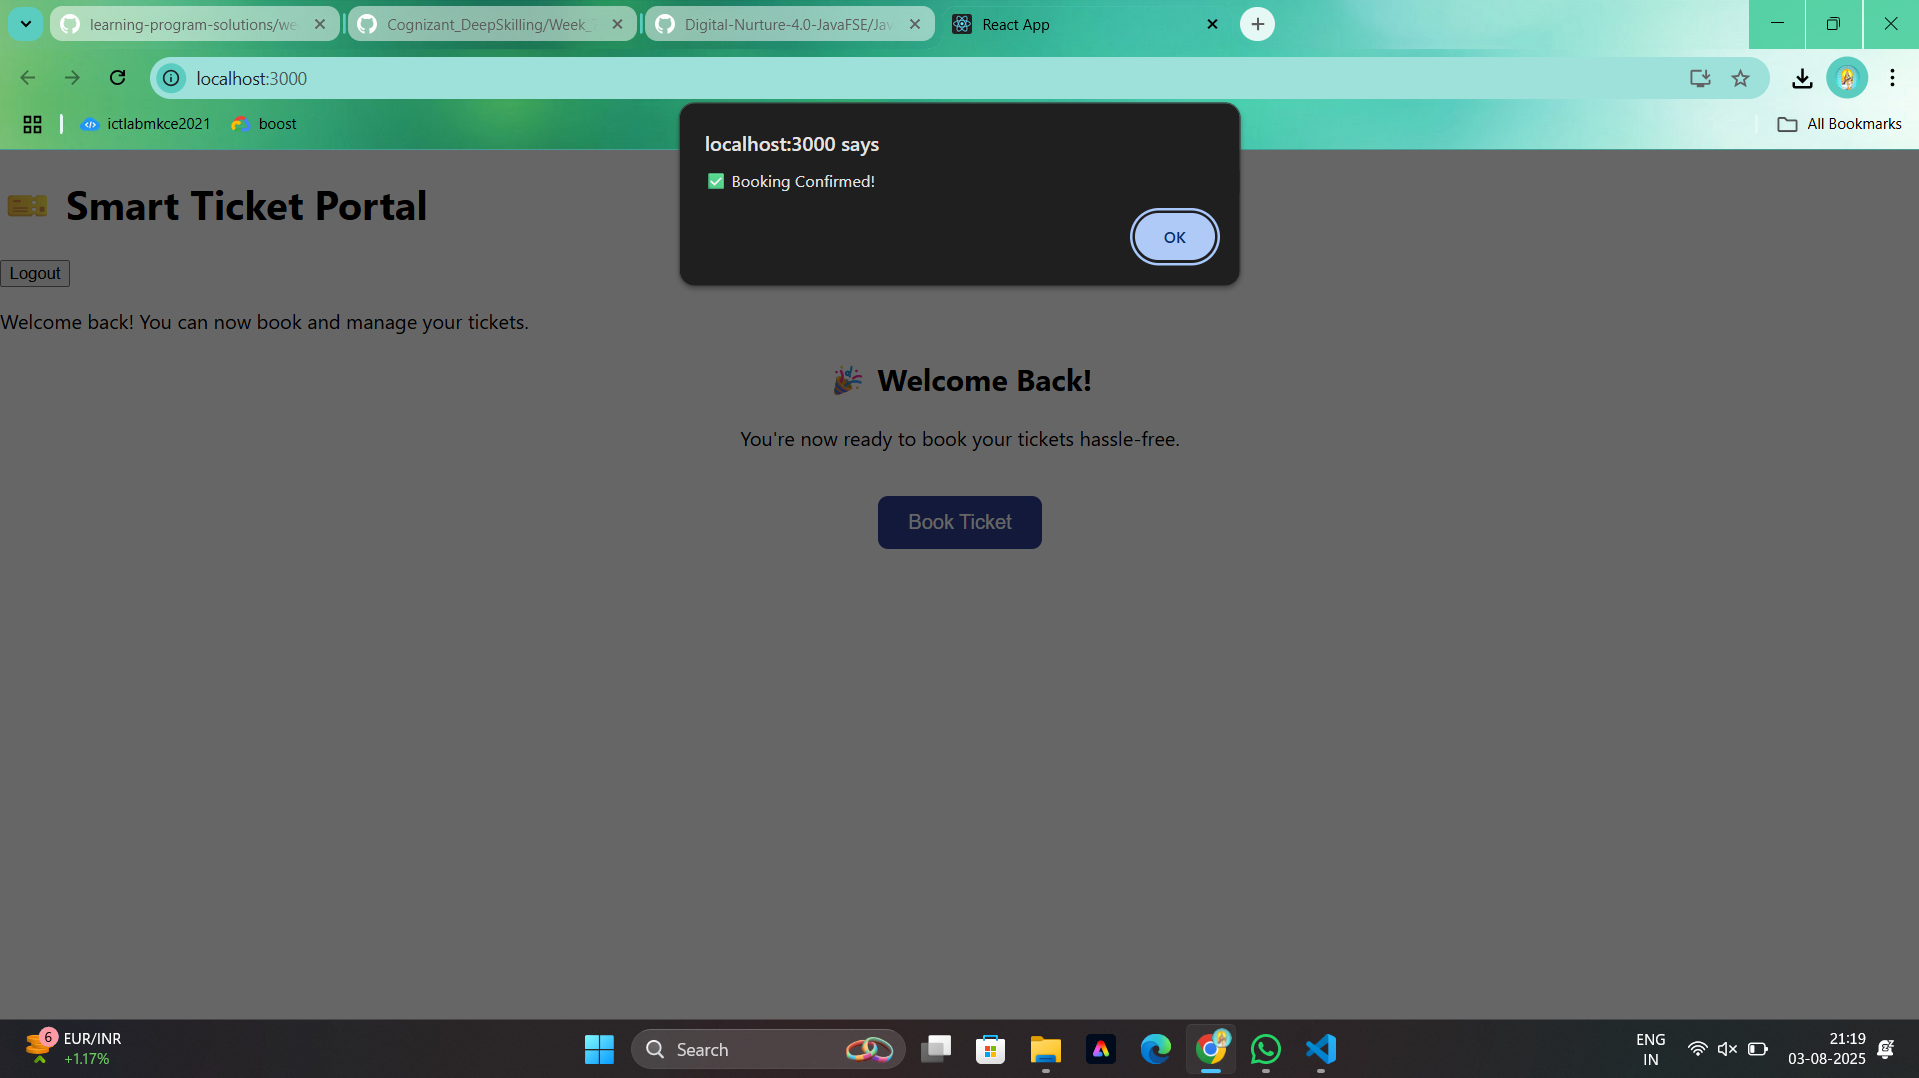 learning-program-solutions/we
Cognizant_DeepSkilling/Week_
Digital-Nurture-4.0-JavaFSE/Jav
React App
localhost:3000
ictlabmkce2021
boost
All Bookmarks
localhost:3000 says
✅ Booking Confirmed!
OK
🎫 Smart Ticket Portal
Logout
Welcome back! You can now book and manage your tickets.
🎉 Welcome Back!
You're now ready to book your tickets hassle-free.
Book Ticket
6
EUR/INR
+1.17%
Search
ENG
IN
21:19
03-08-2025